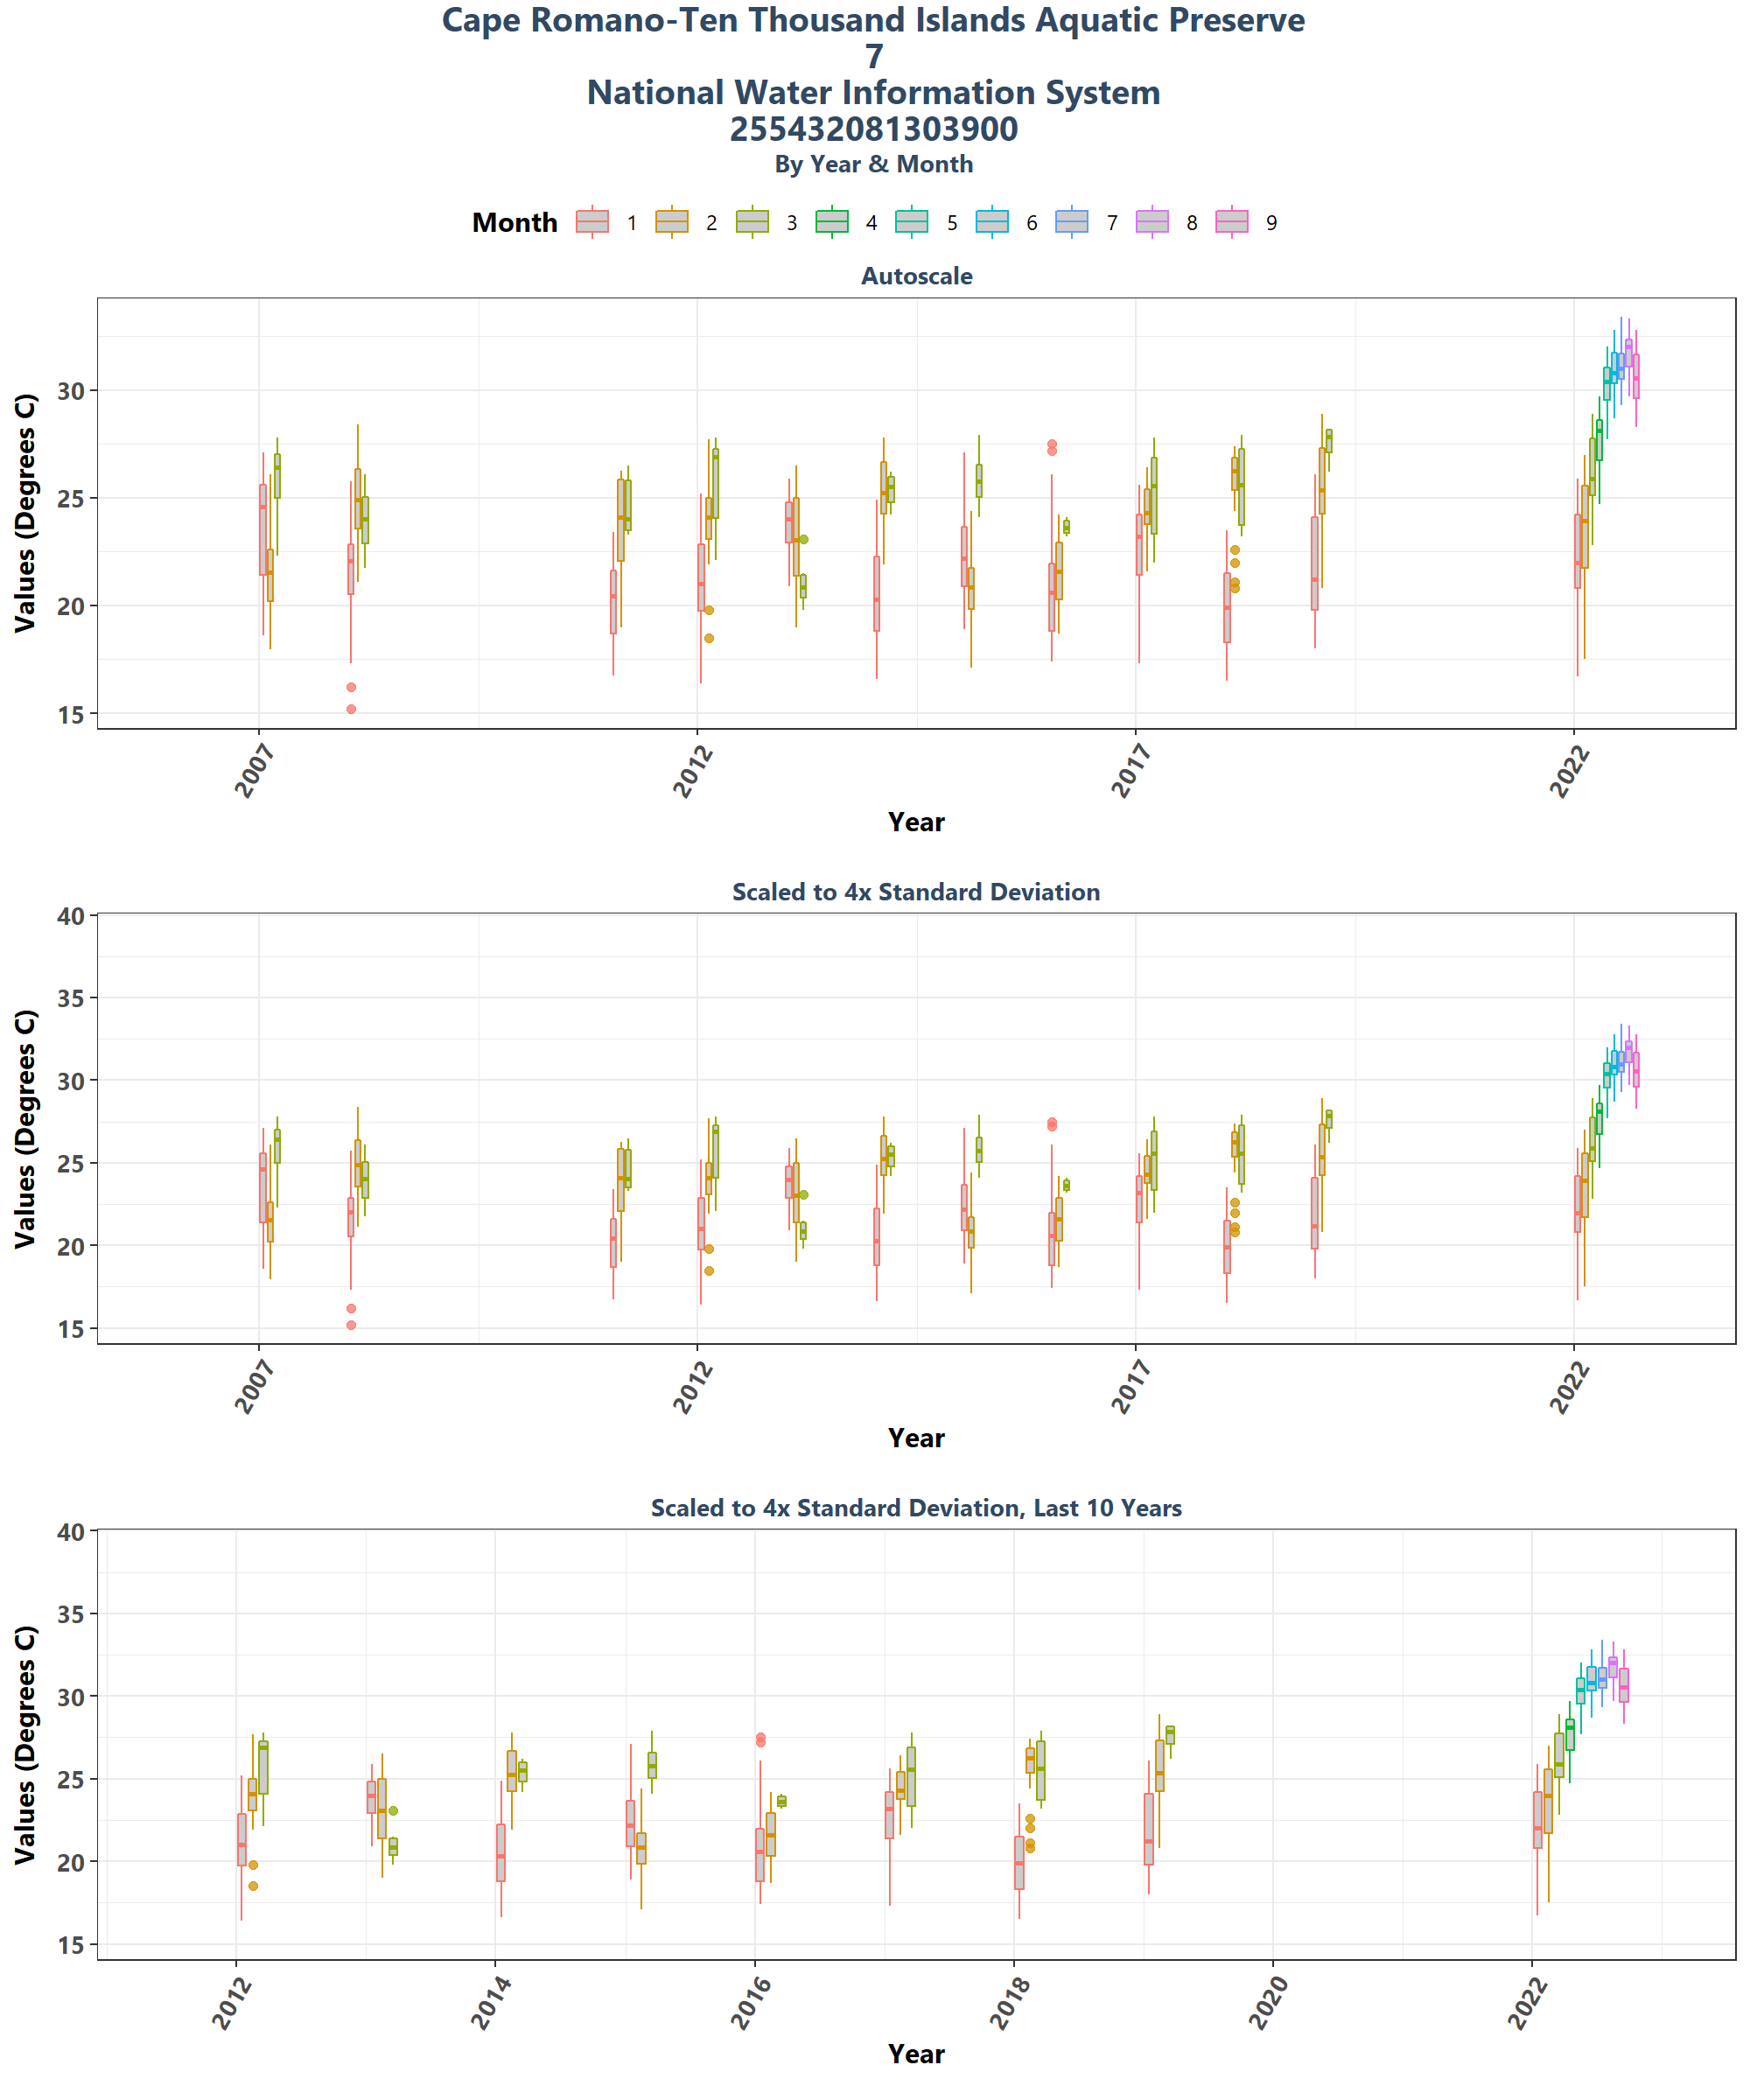 Cape Romano-Ten Thousand Islands Aquatic Preserve
7
National Water Information System
255432081303900
By Year & Month
Month 1 2 3 4 5 6 7 8 9
Autoscale
Values (Degrees C)
30
25
20
15
2007 2012 2017 2022
Year
Scaled to 4x Standard Deviation
Values (Degrees C)
40
35
30
25
20
15
2007 2012 2017 2022
Year
Scaled to 4x Standard Deviation, Last 10 Years
Values (Degrees C)
40
35
30
25
20
15
2012 2014 2016 2018 2020 2022
Year